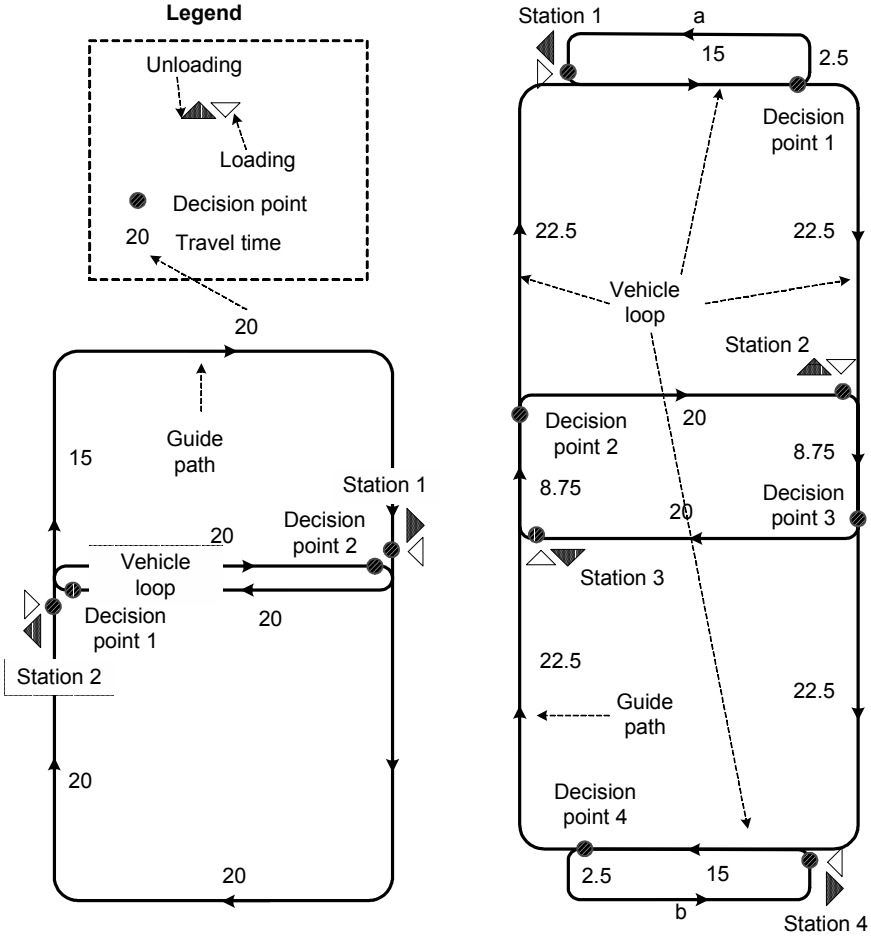 Legend
Unloading
Loading
Decision point
20 Travel time
20
15
Guide
path
Station 1
20
Decision
point 2
Vehicle
loop
Decision
point 1
20
Station 2
20
20
Station 1
a
15
2.5
Decision
point 1
22.5
22.5
Vehicle
loop
Station 2
20
Decision
point 2
8.75
8.75
Decision
point 3
20
Station 3
22.5
22.5
Guide
path
Decision
point 4
2.5
15
b
Station 4